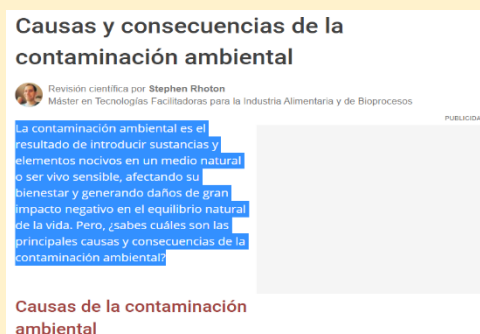 Causas y consecuencias de la
contaminación ambiental
Revisión científica por Stephen Rhoton
Máster en Tecnologías Facilitadoras para la Industria Alimentaria y de Bioprocesos
PUBLICIDA
La contaminación ambiental es el
resultado de introducir sustancias y
elementos nocivos en un medio natural
o ser vivo sensible, afectando su
bienestar y generando daños de gran
impacto negativo en el equilibrio natural
de la vida. Pero, ¿sabes cuáles son las
principales causas y consecuencias de la
contaminación ambiental?
Causas de la contaminación
ambiental